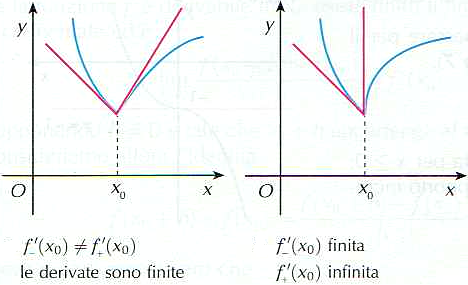 y
O
x₀
x
f′₋(x₀) ≠ f′₊(x₀)
le derivate sono finite
y
O
x₀
x
f′₋(x₀) finita
f′₊(x₀) infinita